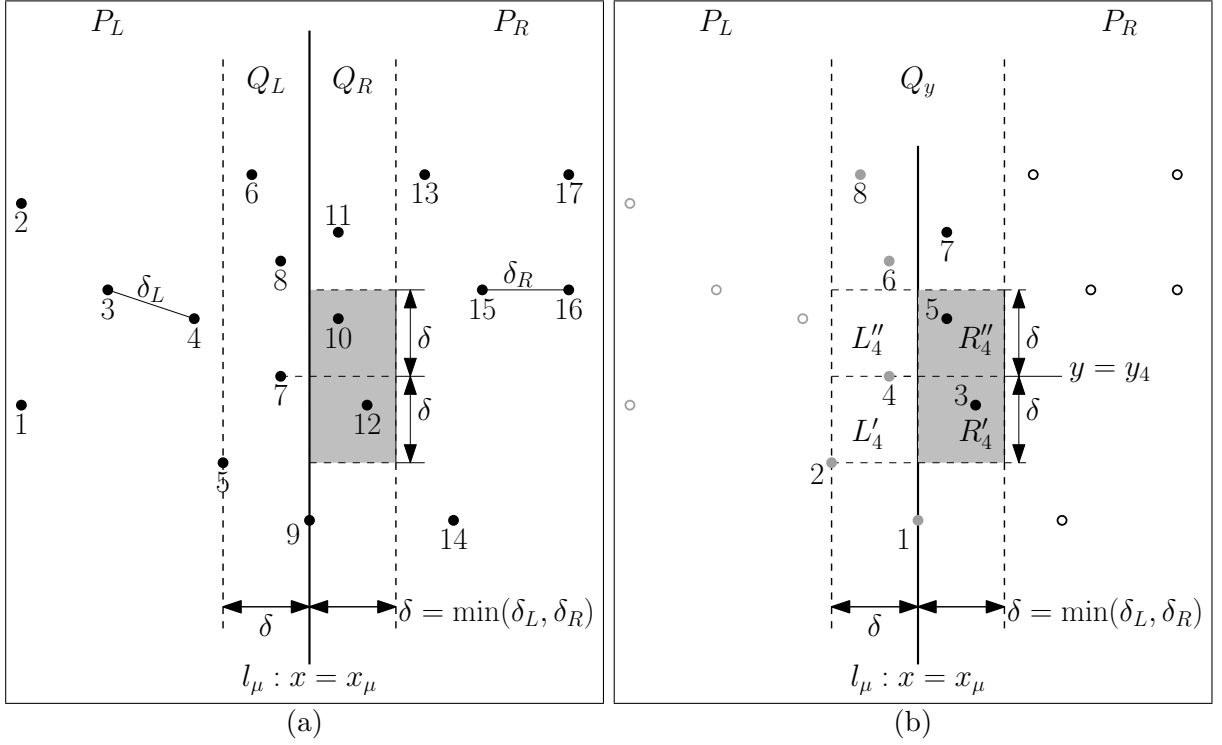 P_L P_R
Q_L Q_R
6 13 17
2 11
8
3 δ_L 4 15 δ_R 16
10 δ
7
1 12 δ
5
9 14
δ δ = min(δ_L, δ_R)
l_μ : x = x_μ
(a)
P_L P_R
Q_y
8
7
6
5 L''_4 R''_4 δ
4 y = y_4
3 δ
L'_4 R'_4
2
1
δ δ = min(δ_L, δ_R)
l_μ : x = x_μ
(b)